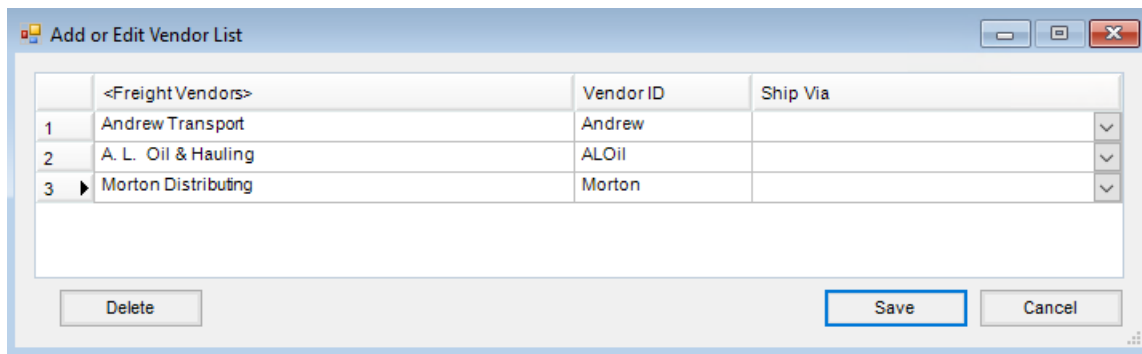 Add or Edit Vendor List
<Freight Vendors> Vendor ID Ship Via
1 Andrew Transport Andrew
2 A. L. Oil & Hauling ALOil
3 Morton Distributing Morton
Delete Save Cancel